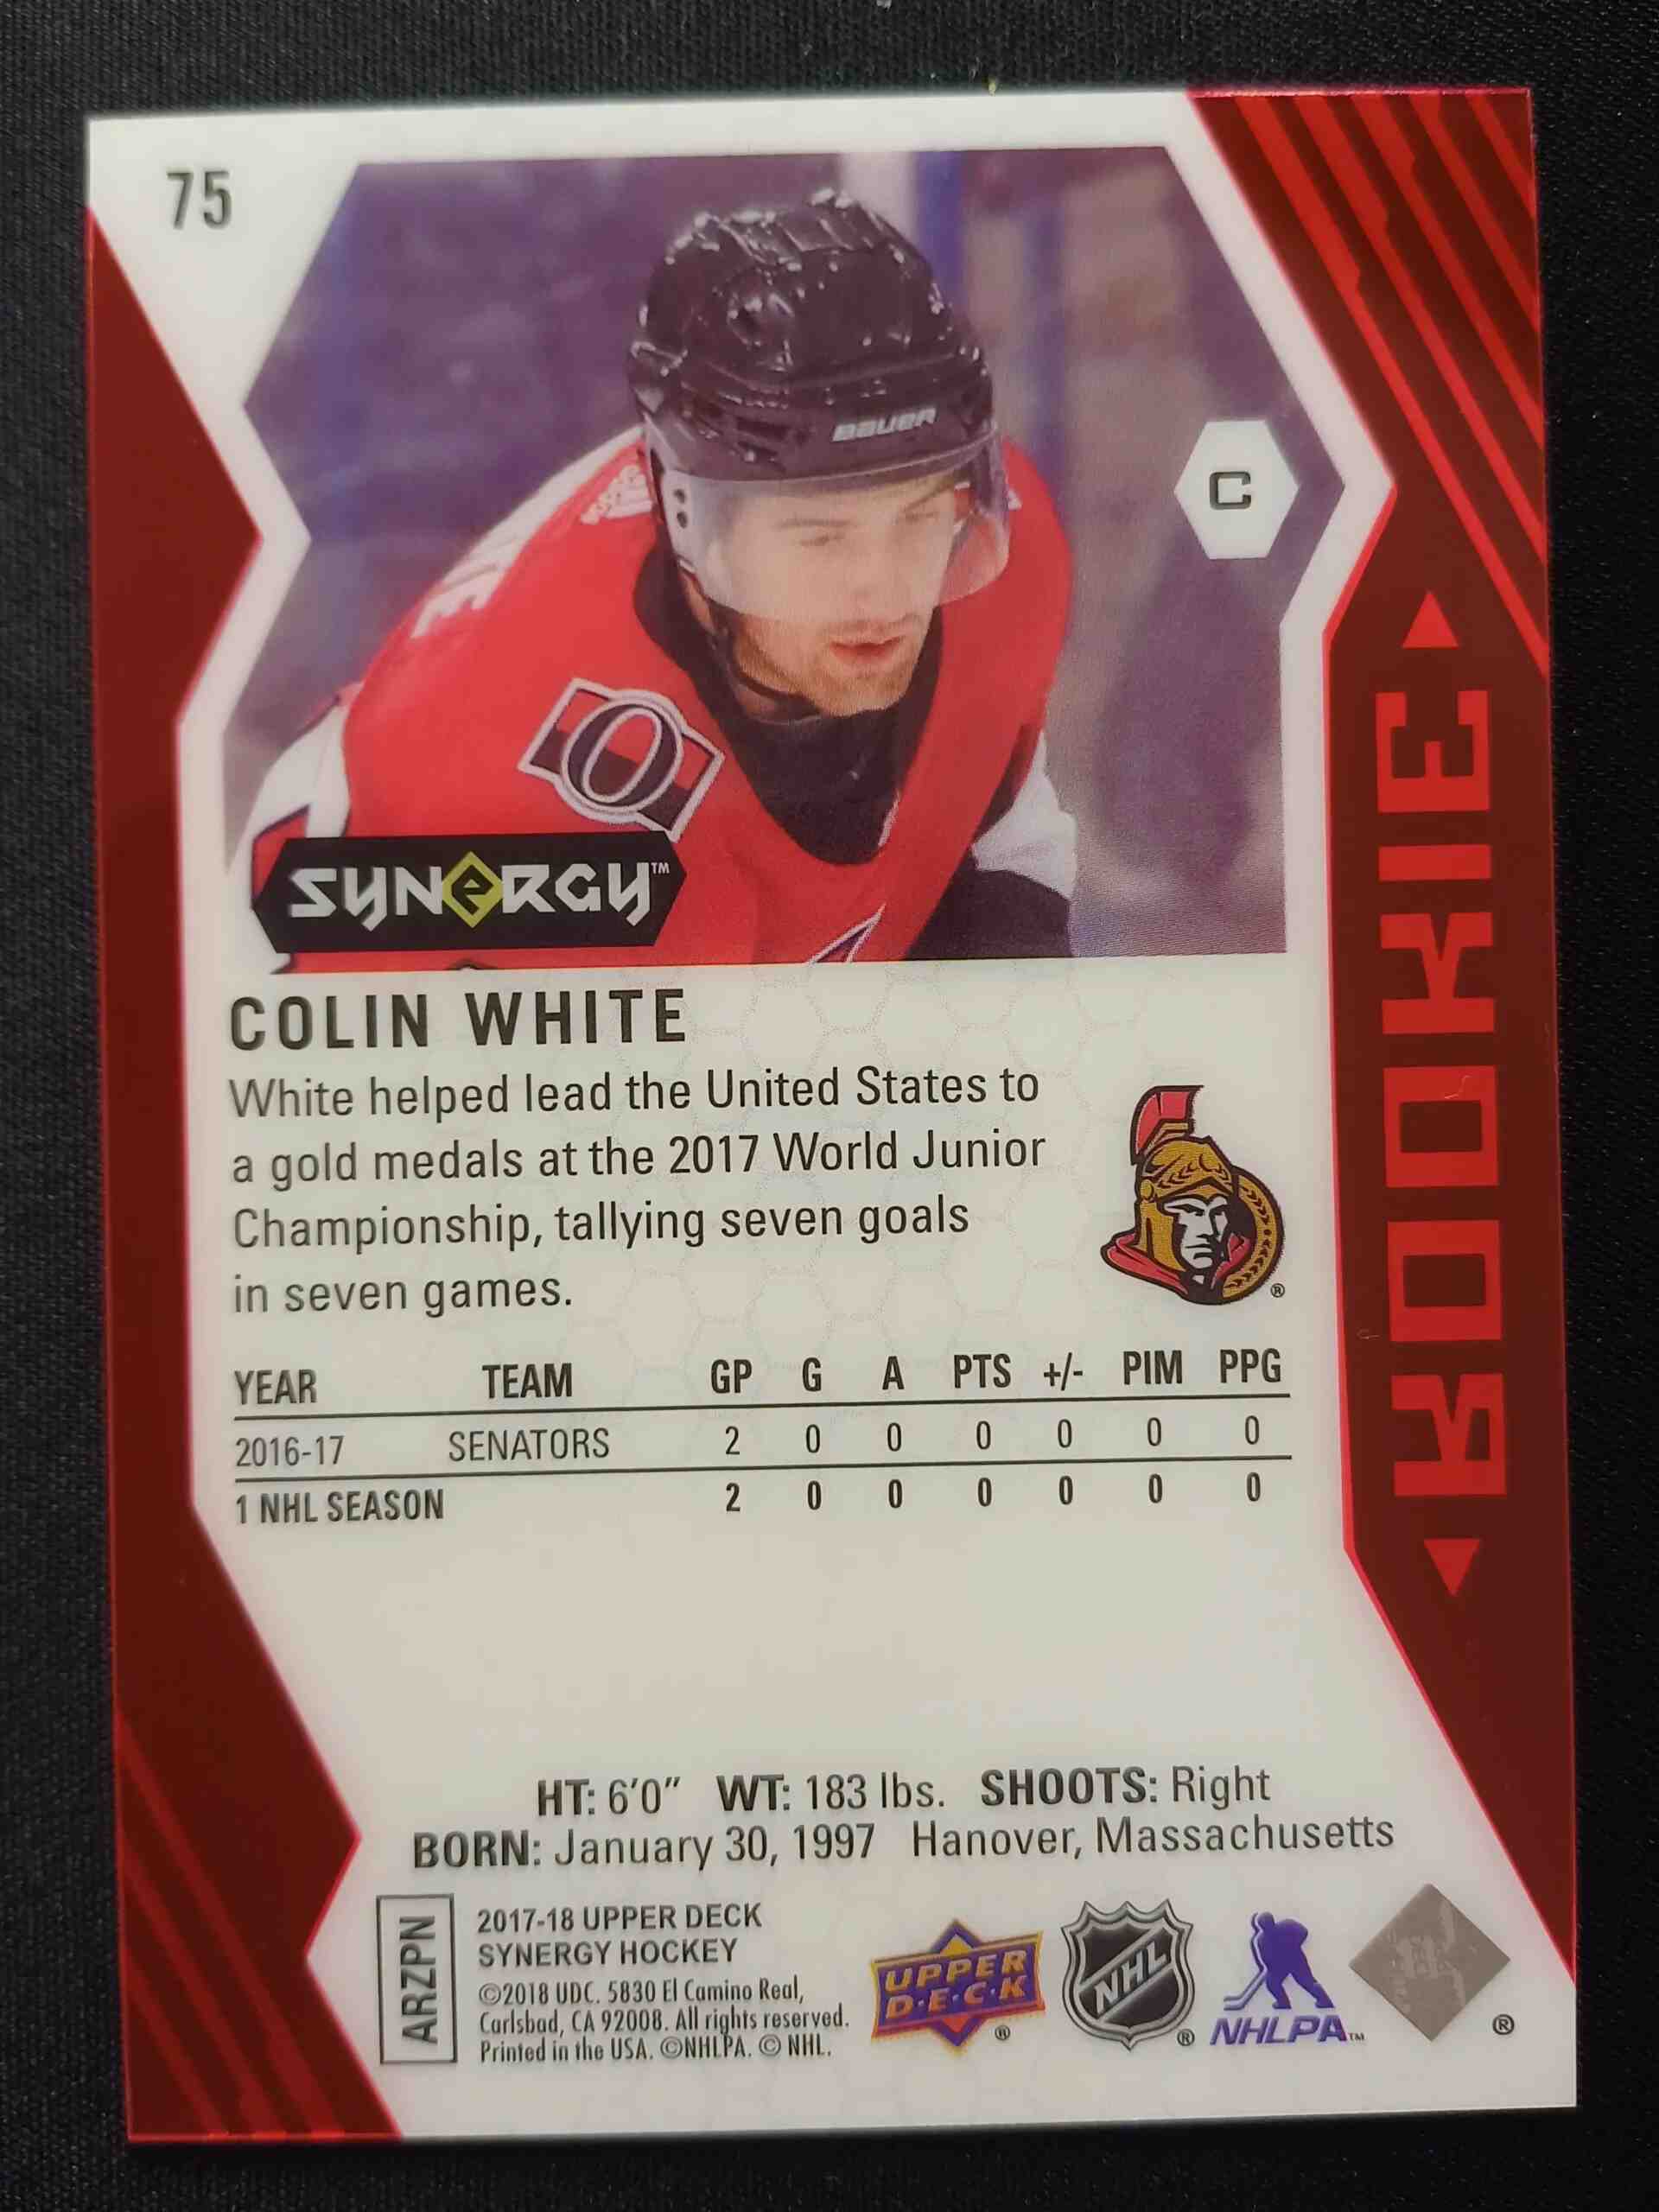 75
BAUER
C
SYNERGY™
COLIN WHITE
White helped lead the United States to
a gold medals at the 2017 World Junior
Championship, tallying seven goals
in seven games.
ROOKIE
YEAR TEAM GP G A PTS +/- PIM PPG
2016-17 SENATORS 2 0 0 0 0 0 0
1 NHL SEASON 2 0 0 0 0 0 0
HT: 6'0" WT: 183 lbs. SHOOTS: Right
BORN: January 30, 1997 Hanover, Massachusetts
ARZPN
2017-18 UPPER DECK
SYNERGY HOCKEY
©2018 UDC. 5830 El Camino Real,
Carlsbad, CA 92008. All rights reserved.
Printed in the USA. ©NHLPA. © NHL.
UPPER
D·E·C·K
®
NHL
®
NHLPA™
®